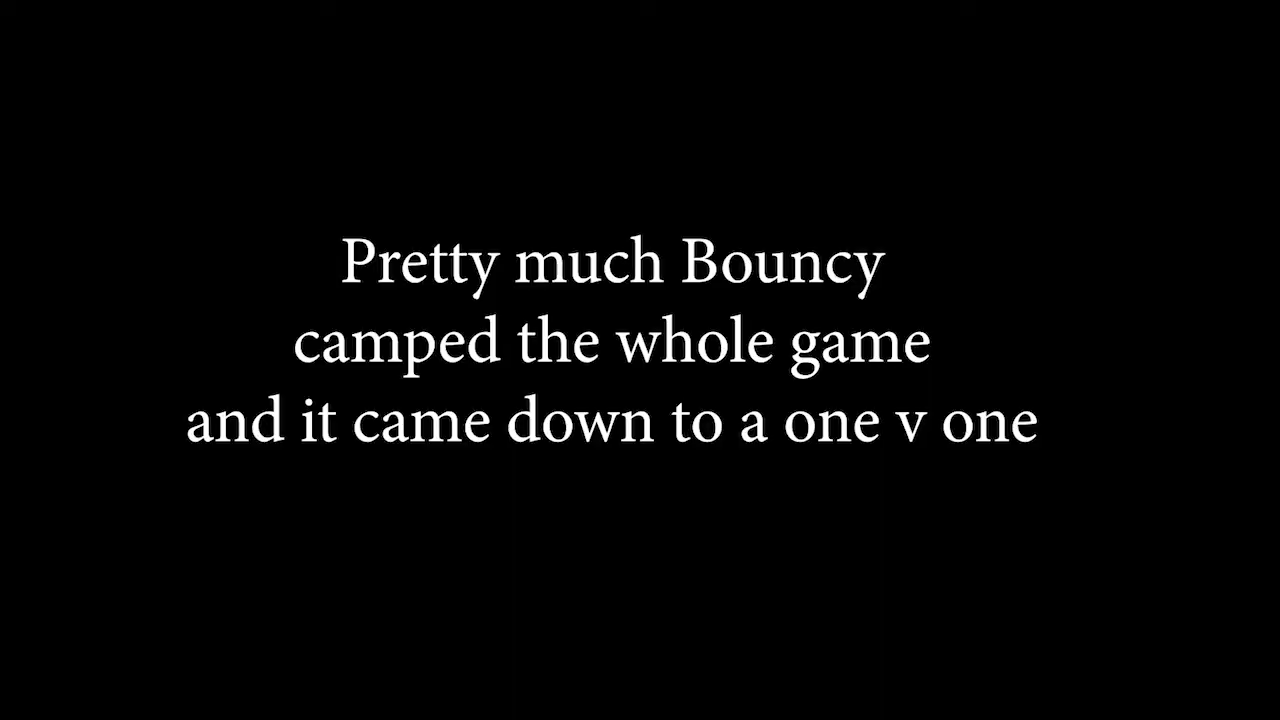 Pretty much Bouncy
camped the whole game
and it came down to a one v one